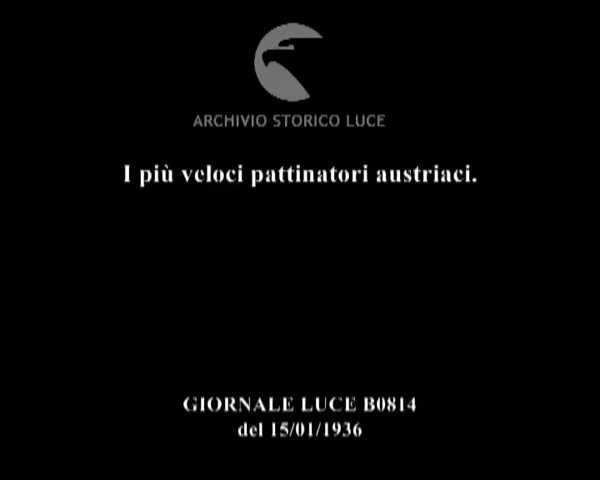 ARCHIVIO STORICO LUCE
I più veloci pattinatori austriaci.
GIORNALE LUCE B0814
del 15/01/1936